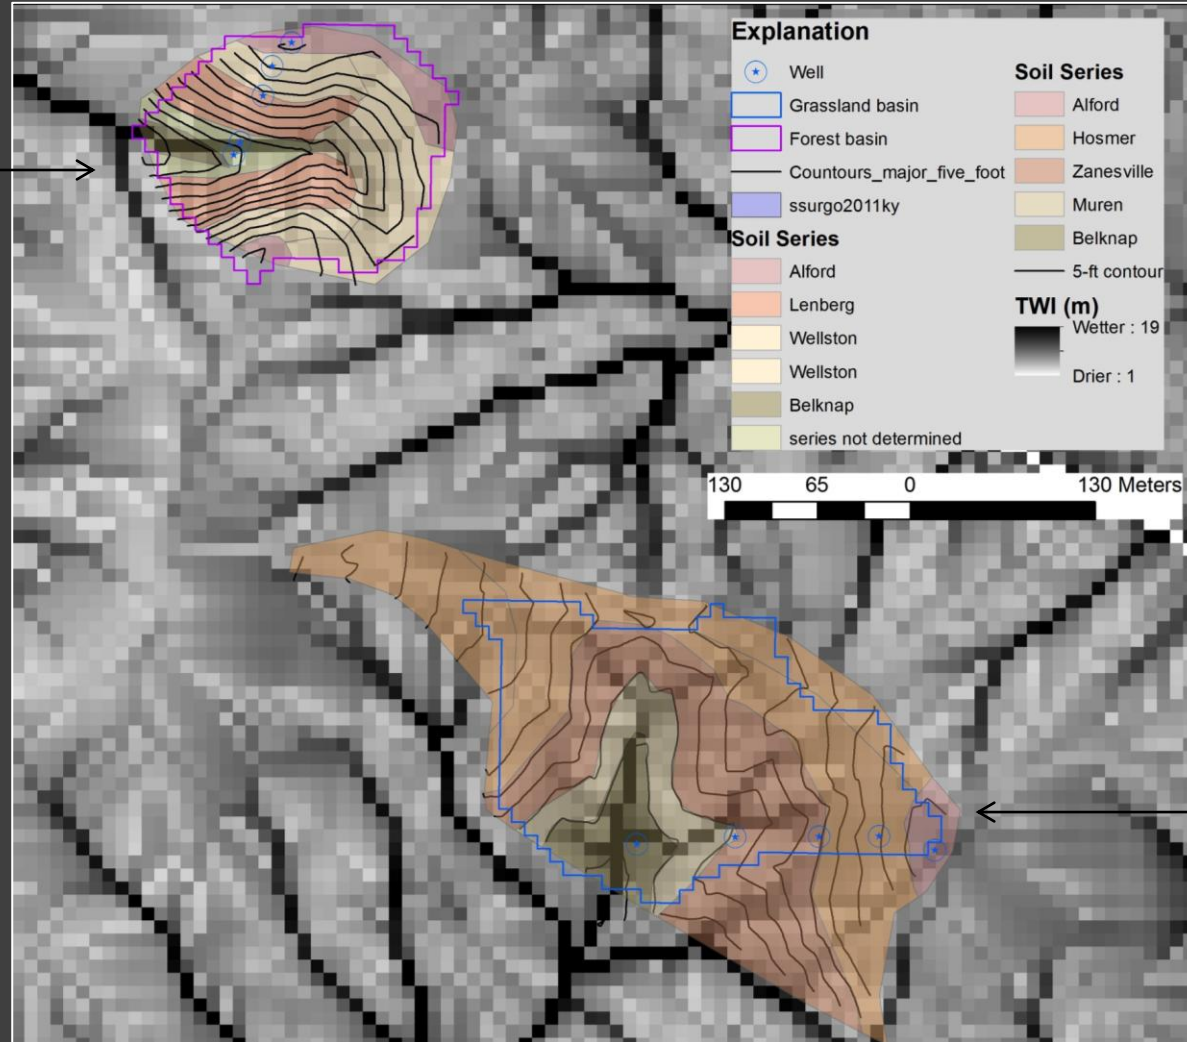 Explanation
Well
Grassland basin
Forest basin
Countours_major_five_foot
ssurgo2011ky
Soil Series
Alford
Lenberg
Wellston
Wellston
Belknap
series not determined
Soil Series
Alford
Hosmer
Zanesville
Muren
Belknap
5-ft contour
TWI (m)
Wetter : 19
Drier : 1
130 65 0 130 Meters